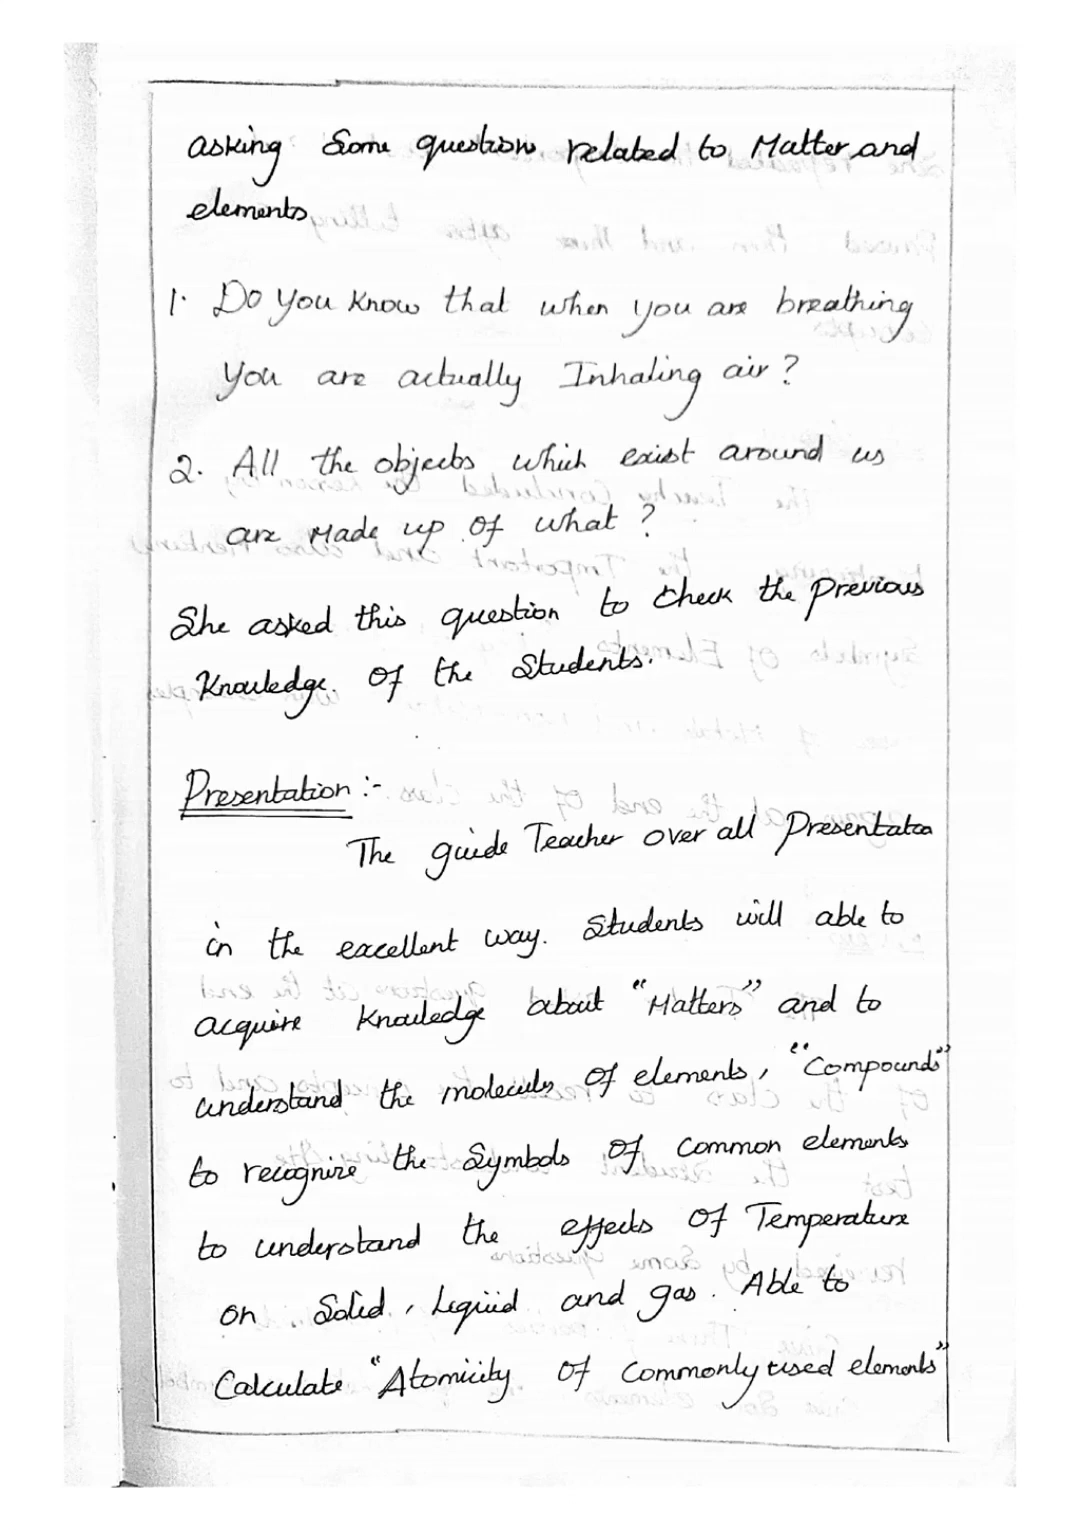 asking Some question related to Matter and
elements
1. Do you know that when you are breathing
you are actually Inhaling air?
2. All the objects which exist around us
are Made up of what?
She asked this question to check the previous
Knowledge of the Students.
Presentation :-
The guide Teacher over all Presentation
in the excellent way. Students will able to
acquire Knowledge about "Matters" and to
understand the molecules of elements, "Compounds"
to recognize the Symbols of common elements
to understand the effects of Temperature
on Solid, Liquid and gas. Able to
Calculate "Atomicity of commonly used elements"